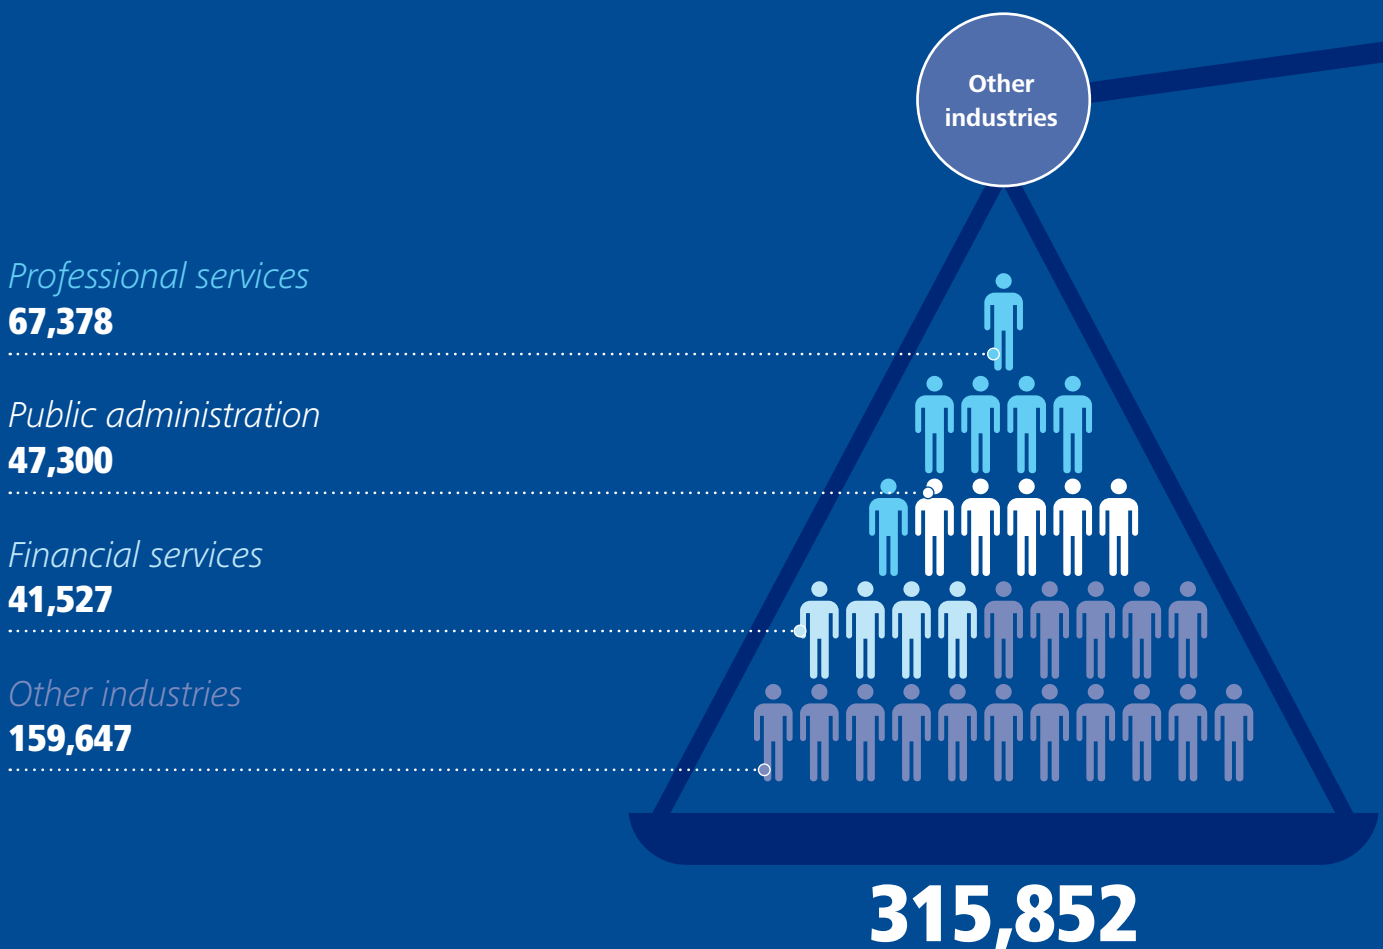 Other
industries
Professional services
67,378
Public administration
47,300
Financial services
41,527
Other industries
159,647
315,852